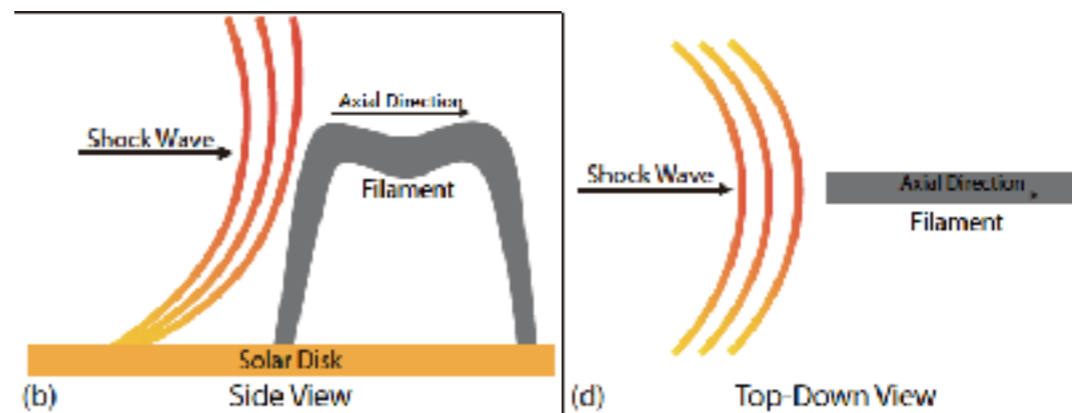 Axial Direction
Shock Wave
Filament
Solar Disk
(b)
Side View
Shock Wave
Axial Direction
Filament
(d)
Top-Down View